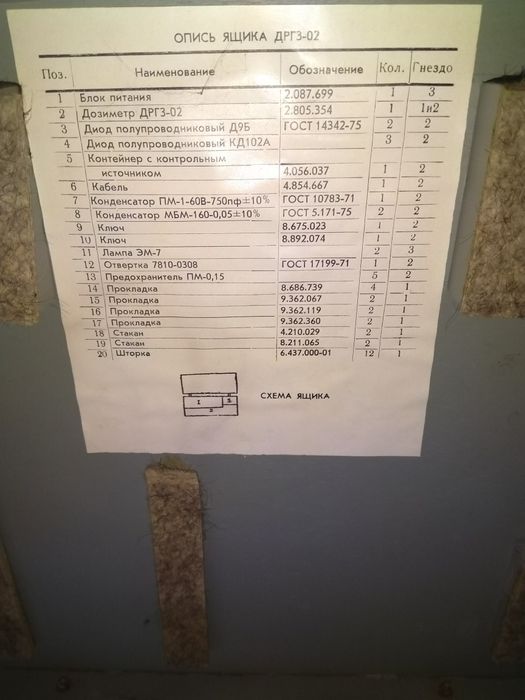 ОПИСЬ ЯЩИКА ДРГЗ-02
Поз. Наименование Обозначение Кол. Гнездо
1 Блок питания 2.087.699 1 3
2 Дозиметр ДРГЗ-02 2.805.354 1 1и2
3 Диод полупроводниковый Д9Б ГОСТ 14342-75 2 2
4 Диод полупроводниковый КД102А 3 2
5 Контейнер с контрольным
источником 4.056.037 1 2
6 Кабель 4.854.667 1 2
7 Конденсатор ПМ-1-60В-750пф±10% ГОСТ 10783-71 1 2
8 Конденсатор МБМ-160-0,05±10% ГОСТ 5.171-75 2 2
9 Ключ 8.675.023 1 2
10 Ключ 8.892.074 1 2
11 Лампа ЭМ-7 2 3
12 Отвертка 7810-0308 ГОСТ 17199-71 1 2
13 Предохранитель ПМ-0,15 5 2
14 Прокладка 8.686.739 4 1
15 Прокладка 9.362.067 2 1
16 Прокладка 9.362.119 2 1
17 Прокладка 9.362.360 2 1
18 Стакан 4.210.029 2 1
19 Стакан 8.211.065 2 1
20 Шторка 6.437.000-01 12 1
СХЕМА ЯЩИКА